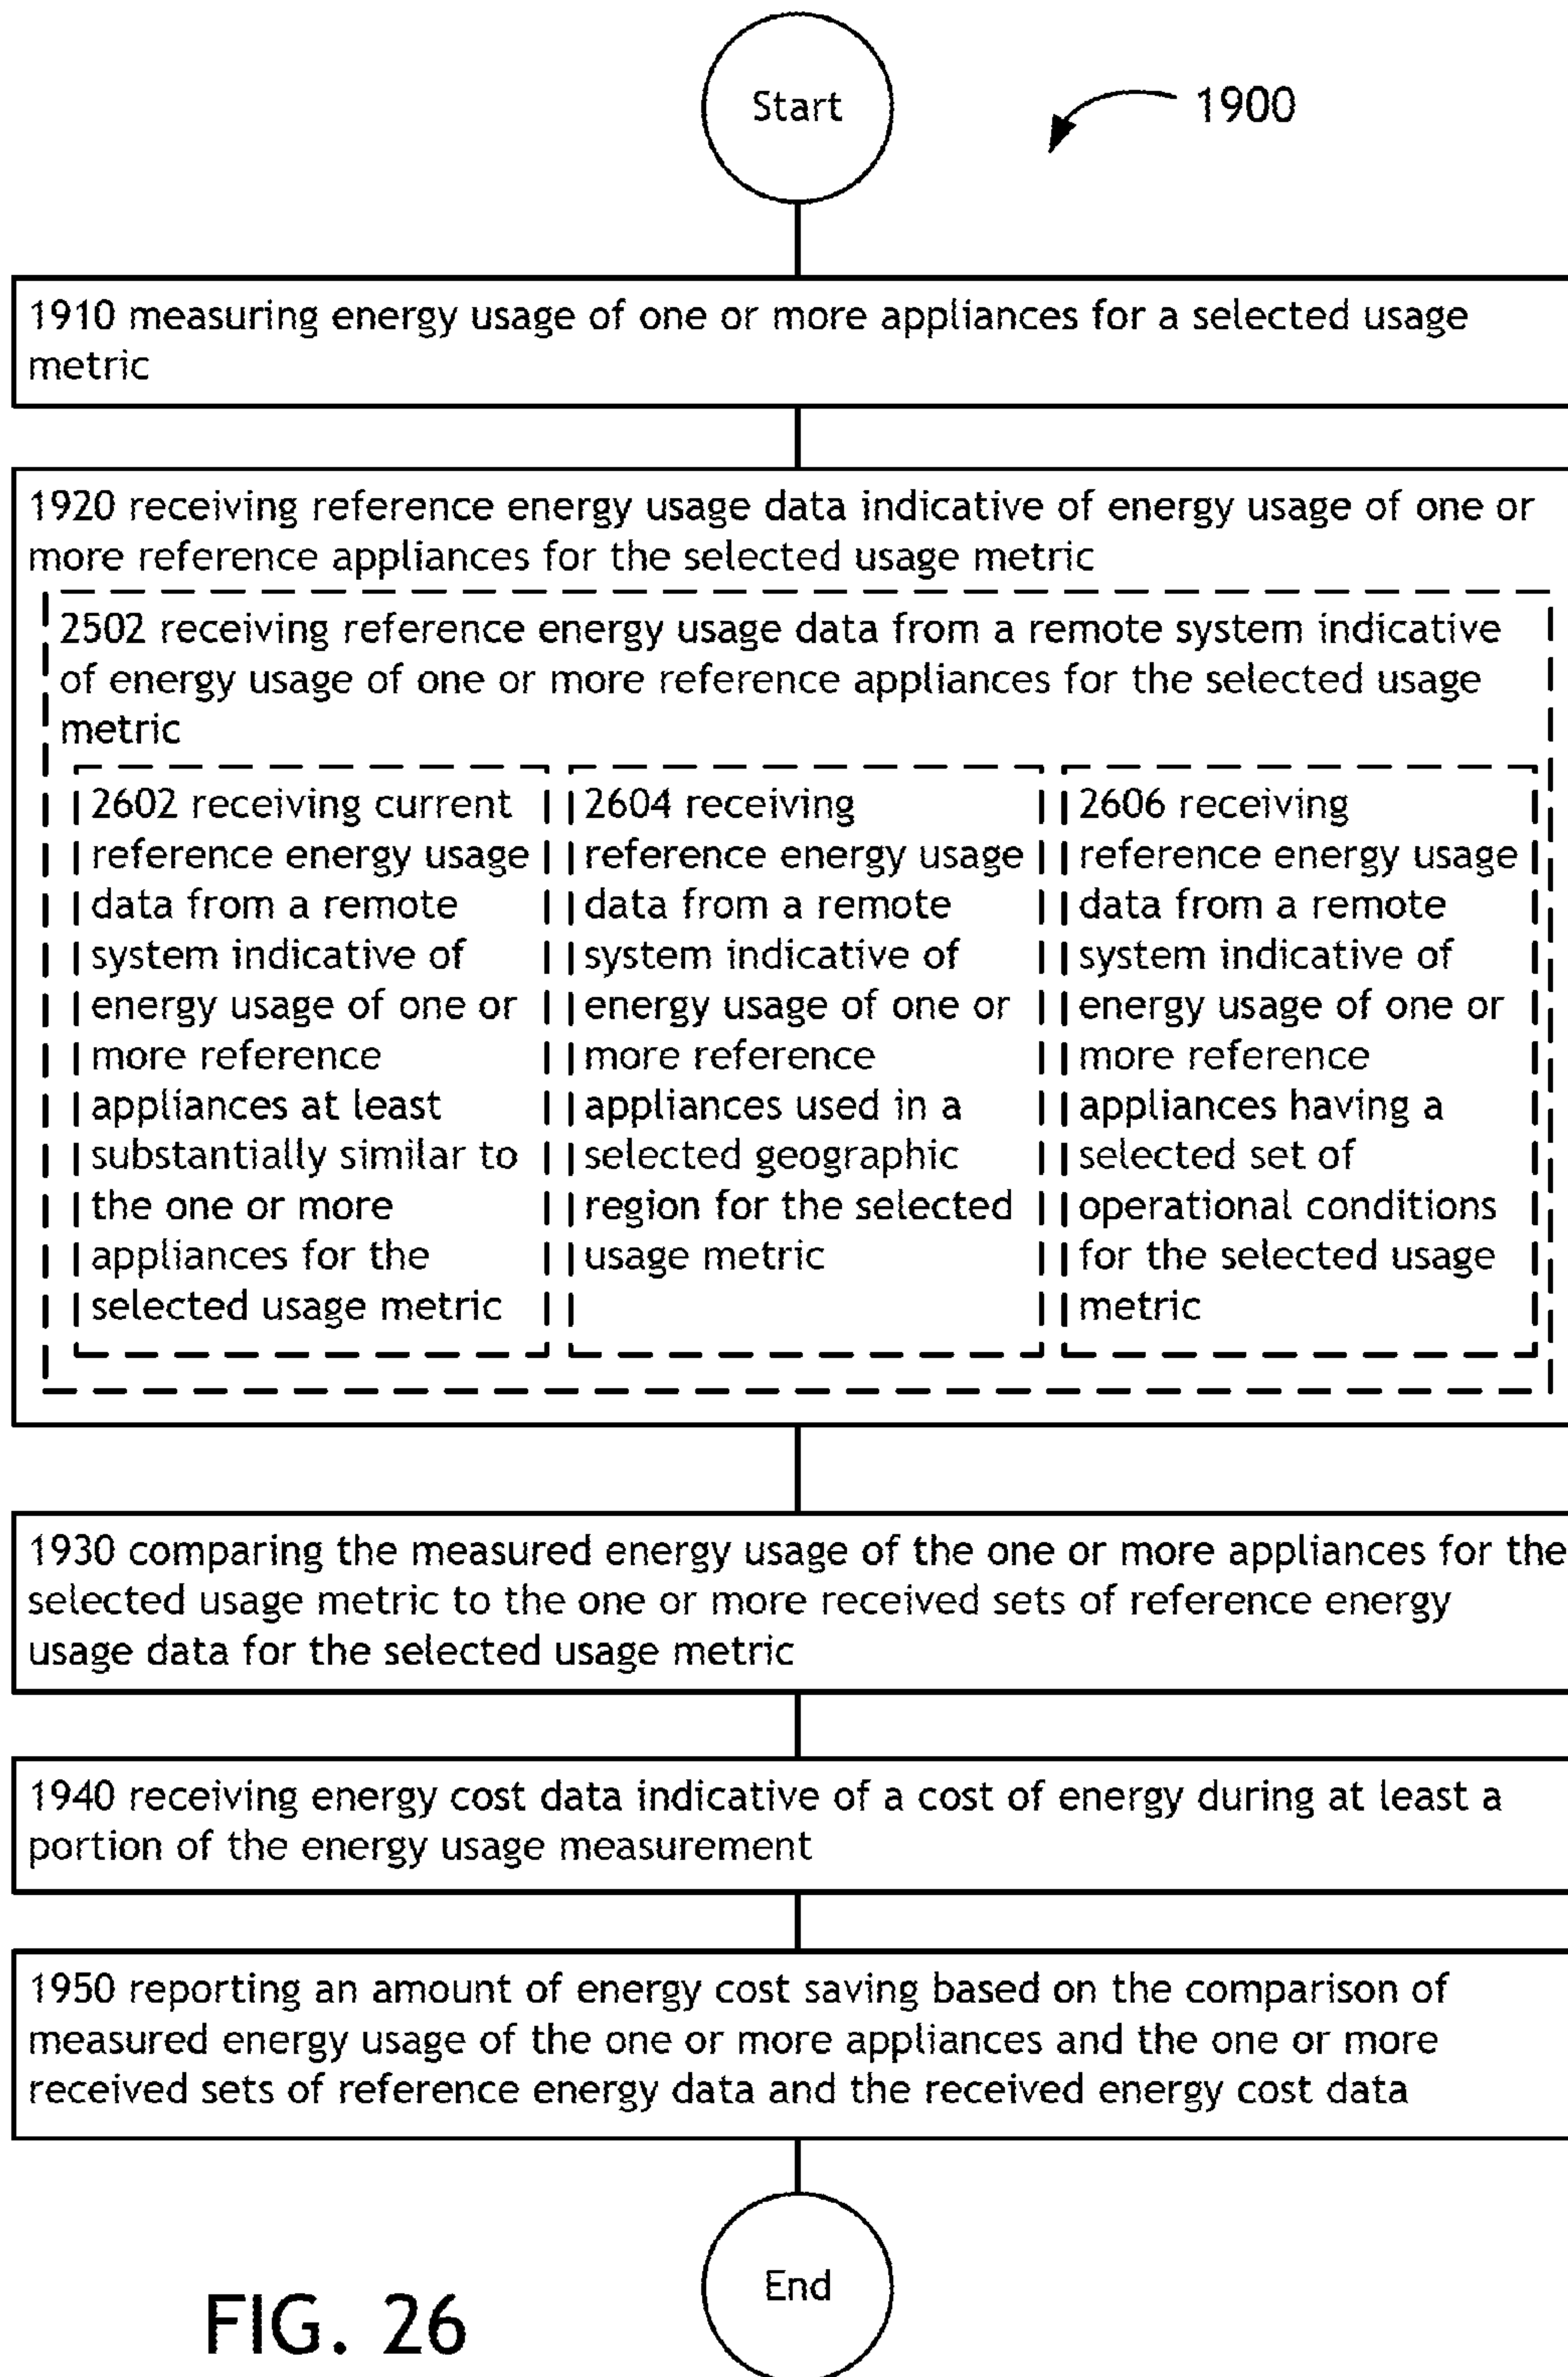 Start
1900
1910 measuring energy usage of one or more appliances for a selected usage
metric
1920 receiving reference energy usage data indicative of energy usage of one or
more reference appliances for the selected usage metric
2502 receiving reference energy usage data from a remote system indicative
of energy usage of one or more reference appliances for the selected usage
metric
2602 receiving current
reference energy usage
data from a remote
system indicative of
energy usage of one or
more reference
appliances at least
substantially similar to
the one or more
appliances for the
selected usage metric
2604 receiving
reference energy usage
data from a remote
system indicative of
energy usage of one or
more reference
appliances used in a
selected geographic
region for the selected
usage metric
2606 receiving
reference energy usage
data from a remote
system indicative of
energy usage of one or
more reference
appliances having a
selected set of
operational conditions
for the selected usage
metric
1930 comparing the measured energy usage of the one or more appliances for the
selected usage metric to the one or more received sets of reference energy
usage data for the selected usage metric
1940 receiving energy cost data indicative of a cost of energy during at least a
portion of the energy usage measurement
1950 reporting an amount of energy cost saving based on the comparison of
measured energy usage of the one or more appliances and the one or more
received sets of reference energy data and the received energy cost data
End
FIG. 26